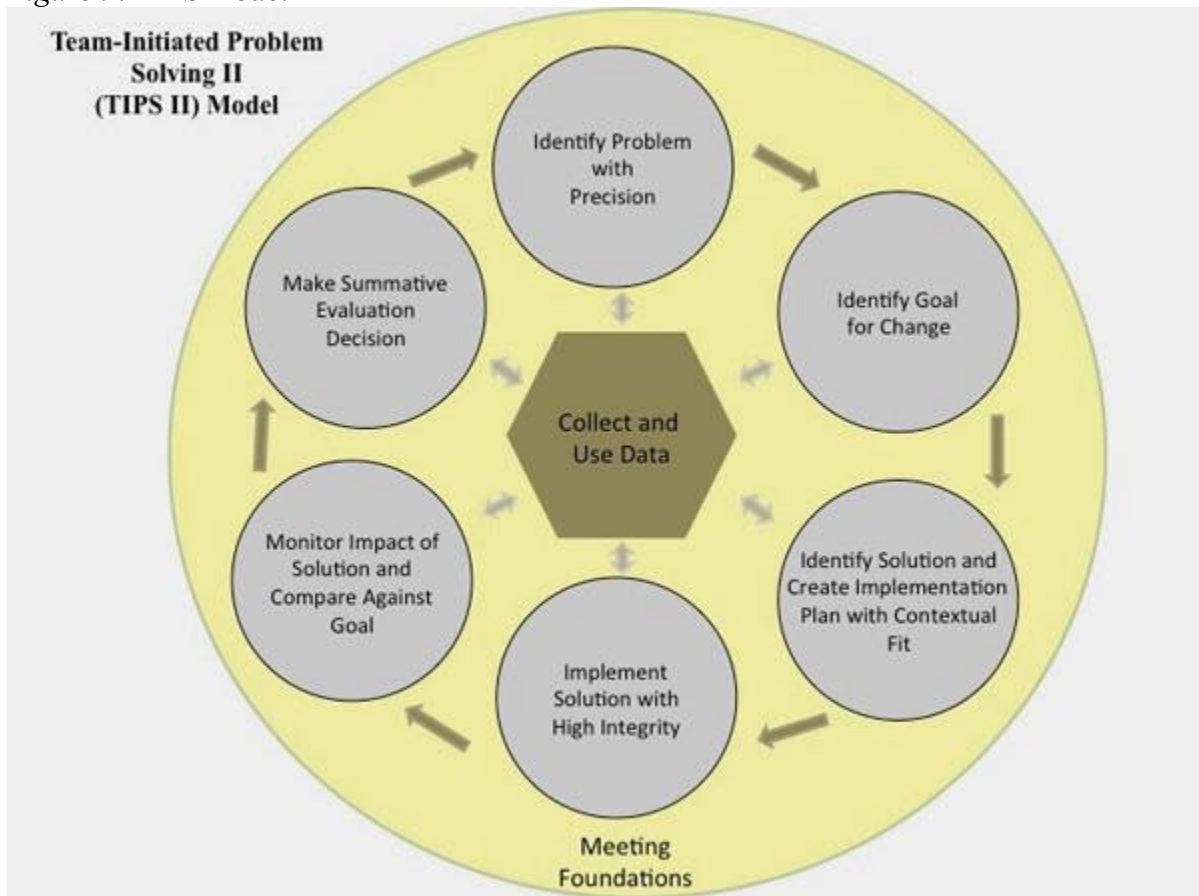 Team-Initiated Problem
Solving II
(TIPS II) Model
Identify Problem
with
Precision
Identify Goal
for Change
Identify Solution and
Create Implementation
Plan with Contextual
Fit
Implement
Solution with
High Integrity
Monitor Impact of
Solution and
Compare Against
Goal
Make Summative
Evaluation
Decision
Collect and
Use Data
Meeting
Foundations